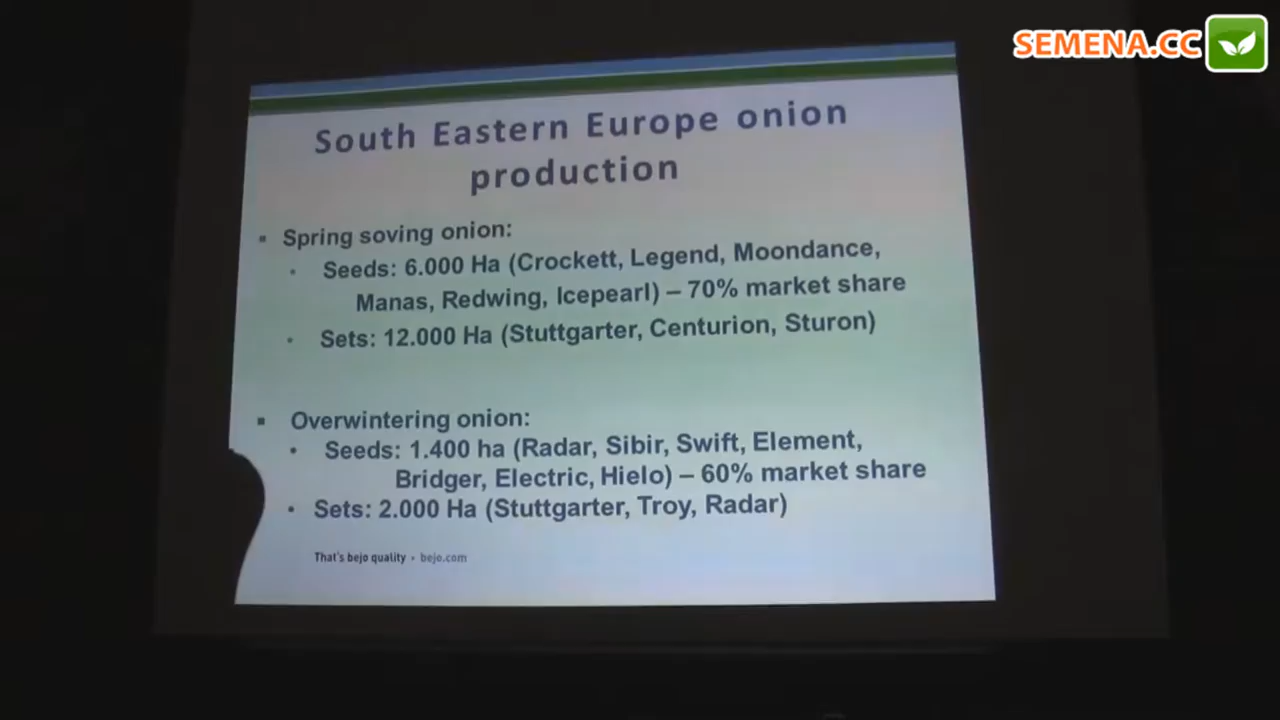 SEMENA.CC
South Eastern Europe onion
production
▪ Spring soving onion:
• Seeds: 6.000 Ha (Crockett, Legend, Moondance,
Manas, Redwing, Icepearl) – 70% market share
• Sets: 12.000 Ha (Stuttgarter, Centurion, Sturon)
▪ Overwintering onion:
• Seeds: 1.400 ha (Radar, Sibir, Swift, Element,
Bridger, Electric, Hielo) – 60% market share
• Sets: 2.000 Ha (Stuttgarter, Troy, Radar)
That's bejo quality • bejo.com